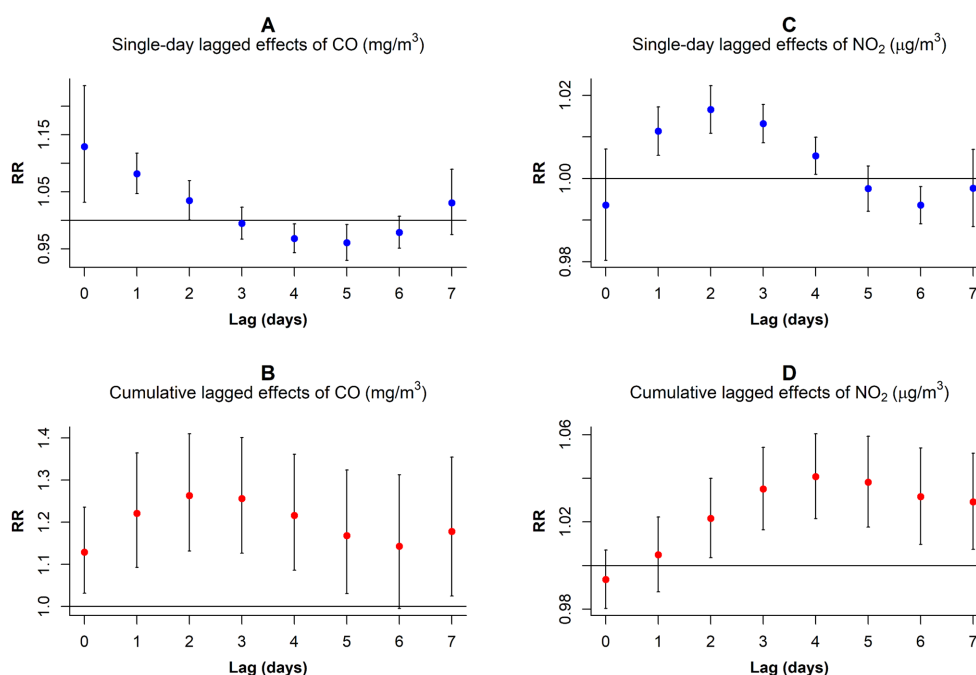 A
Single-day lagged effects of CO (mg/m³)
RR
1.15
1.05
0.95
0 1 2 3 4 5 6 7
Lag (days)
C
Single-day lagged effects of NO₂ (μg/m³)
RR
1.02
1.00
0.98
0 1 2 3 4 5 6 7
Lag (days)
B
Cumulative lagged effects of CO (mg/m³)
RR
1.4
1.3
1.2
1.1
1.0
0 1 2 3 4 5 6 7
Lag (days)
D
Cumulative lagged effects of NO₂ (μg/m³)
RR
1.06
1.02
0.98
0 1 2 3 4 5 6 7
Lag (days)